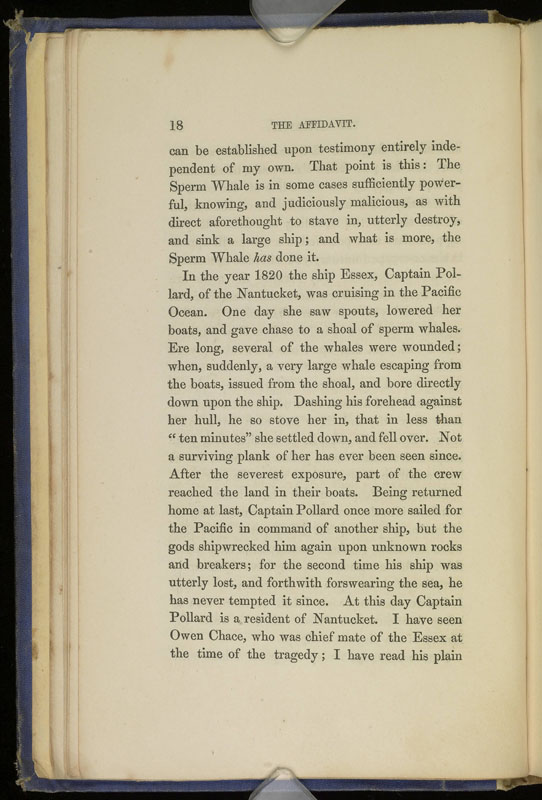 18 THE AFFIDAVIT.
can be established upon testimony entirely inde-
pendent of my own. That point is this: The
Sperm Whale is in some cases sufficiently power-
ful, knowing, and judiciously malicious, as with
direct aforethought to stave in, utterly destroy,
and sink a large ship; and what is more, the
Sperm Whale has done it.
In the year 1820 the ship Essex, Captain Pol-
lard, of the Nantucket, was cruising in the Pacific
Ocean. One day she saw spouts, lowered her
boats, and gave chase to a shoal of sperm whales.
Ere long, several of the whales were wounded;
when, suddenly, a very large whale escaping from
the boats, issued from the shoal, and bore directly
down upon the ship. Dashing his forehead against
her hull, he so stove her in, that in less than
“ten minutes” she settled down, and fell over. Not
a surviving plank of her has ever been seen since.
After the severest exposure, part of the crew
reached the land in their boats. Being returned
home at last, Captain Pollard once more sailed for
the Pacific in command of another ship, but the
gods shipwrecked him again upon unknown rocks
and breakers; for the second time his ship was
utterly lost, and forthwith forswearing the sea, he
has never tempted it since. At this day Captain
Pollard is a resident of Nantucket. I have seen
Owen Chace, who was chief mate of the Essex at
the time of the tragedy; I have read his plain